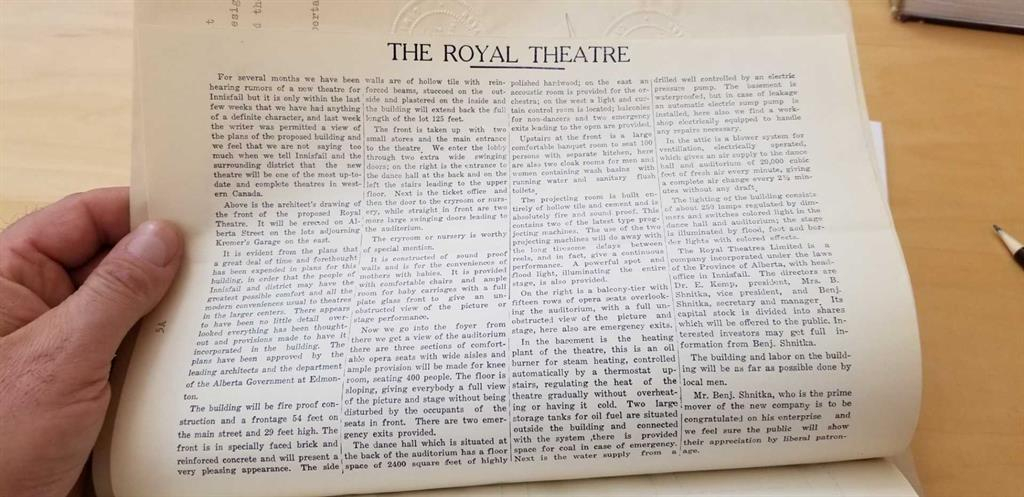 t
esig
d th
porta
THE ROYAL THEATRE
For several months we have been
hearing rumors of a new theatre for
Innisfail but it is only within the last
few weeks that we have had anything
of a definite character, and last week
the writer was permitted a view of
the plans of the proposed building and
we feel that we are not saying too
much when we tell Innisfail and the
surrounding district that the new
theatre will be one of the most up-to-
date and complete theatres in west-
ern Canada.
Above is the architect's drawing of
the front of the proposed Royal
Theatre. It will be erected on Al-
berta Street on the lots adjourning
Kremer's Garage on the east.
It is evident from the plans that
a great deal of time and forethought
has been expended in plans for this
building, in order that the people of
Innisfail and district may have the
greatest possible comfort and all the
modern conveniences usual to theatres
in the larger centers. There appears
to have been no little detail over-
looked everything has been thought-
out and provisions made to have it
incorporated in the building. The
plans have been approved by the
leading architects and the department
of the Alberta Government at Edmon-
ton.
The building will be fire proof con-
struction and a frontage 54 feet on
the main street and 29 feet high. The
front is in specially faced brick and
reinforced concrete and will present a
very pleasing appearance. The side
walls are of hollow tile with rein-
forced beams, stuccoed on the out-
side and plastered on the inside and
the building will extend back the full
length of the lot 125 feet.
The front is taken up with two
small stores and the main entrance
to the theatre. We enter the lobby
through two extra wide swinging
doors; on the right is the entrance to
the dance hall at the back and on the
left the stairs leading to the upper
floor. Next is the ticket office and
then the door to the cryroom or nurs-
ery, while straight in front are two
more large swinging doors leading to
the auditorium.
The cryroom or nursery is worthy
of special mention.
It is constructed of sound proof
walls and is for the convenience of
mothers with babies. It is provided
with comfortable chairs and ample
room for baby carriages with a full
plate glass front to give an un-
obstructed view of the picture or
stage performance.
Now we go into the foyer from
there we get a view of the auditorium
there are three sections of comfort-
able opera seats with wide aisles and
ample provision will be made for knee
room, seating 400 people. The floor is
sloping, giving everybody a full view
of the picture and stage without being
disturbed by the occupants of the
seats in front. There are two emer-
gency exits provided.
The dance hall which is situated at
the back of the auditorium has a floor
space of 2400 square feet of highly
polished hardwood; on the east an
accoustic room is provided for the or-
chestra; on the west a light and cur-
tain control room is located; balconies
for non-dancers and two emergency
exits leading to the open are provided.
Upstairs at the front is a large
comfortable banquet room to seat 100
persons with separate kitchen, here
are also two cloak rooms for men and
women containing wash basins with
running water and sanitary flush
toilets.
The projecting room is built en-
tirely of hollow tile and cement and is
absolutely fire and sound proof. This
contains two of the latest type proj-
jecting machines. The use of the two
projecting machines will do away with
the long tiresome delays between
reels, and in fact, give a continuous
performance. A powerful spot and
flood light, illuminating the entire
stage, is also provided.
On the right is a balcony-tier with
fifteen rows of opera seats overlook-
ing the auditorium, with a full un-
obstructed view of the picture and
stage, here also are emergency exits.
In the basement is the heating
plant of the theatre, this is an oil
burner for steam heating, controlled
automatically by a thermostat up-
stairs, regulating the heat of the
theatre gradually without overheat-
ing or having it cold. Two large
storage tanks for oil fuel are situated
outside the building and connected
with the system ,there is provided
space for coal in case of emergency.
Next is the water supply from a
drilled well controlled by an electric
pressure pump. The basement is
waterproofed, but in case of leakage
an automatic electric sump pump is
installed, here also we find a work-
shop electrically equipped to handle
any repairs necessary.
In the attic is a blower system for
ventillation, electrically operated,
which gives an air supply to the dance
hall and auditorium of 20,000 cubic
feet of fresh air every minute, giving
a complete air change every 2½ min-
utes without any draft.
The lighting of the building consists
of about 250 lamps regulated by dim-
mers and switches colored light in the
dance hall and auditorium; the stage
is illuminated by flood, foot and bor-
der lights with colored effects.
The Royal Theatres Limited is a
company incorporated under the laws
of the Province of Alberta, with head-
office in Innisfail. The directors are
Dr. E. Kemp, president, Mrs. B.
Shnitka, vice president, and Benj.
Shnitka, secretary and manager. Its
capital stock is divided into shares
which will be offered to the public. In-
terested investors may get full in-
formation from Benj. Shnitka.
The building and labor on the build-
ing will be as far as possible done by
local men.
Mr. Benj. Shnitka, who is the prime
mover of the new company is to be
congratulated on his enterprise and
we feel sure the public will show
their appreciation by liberal patron-
age.
5A